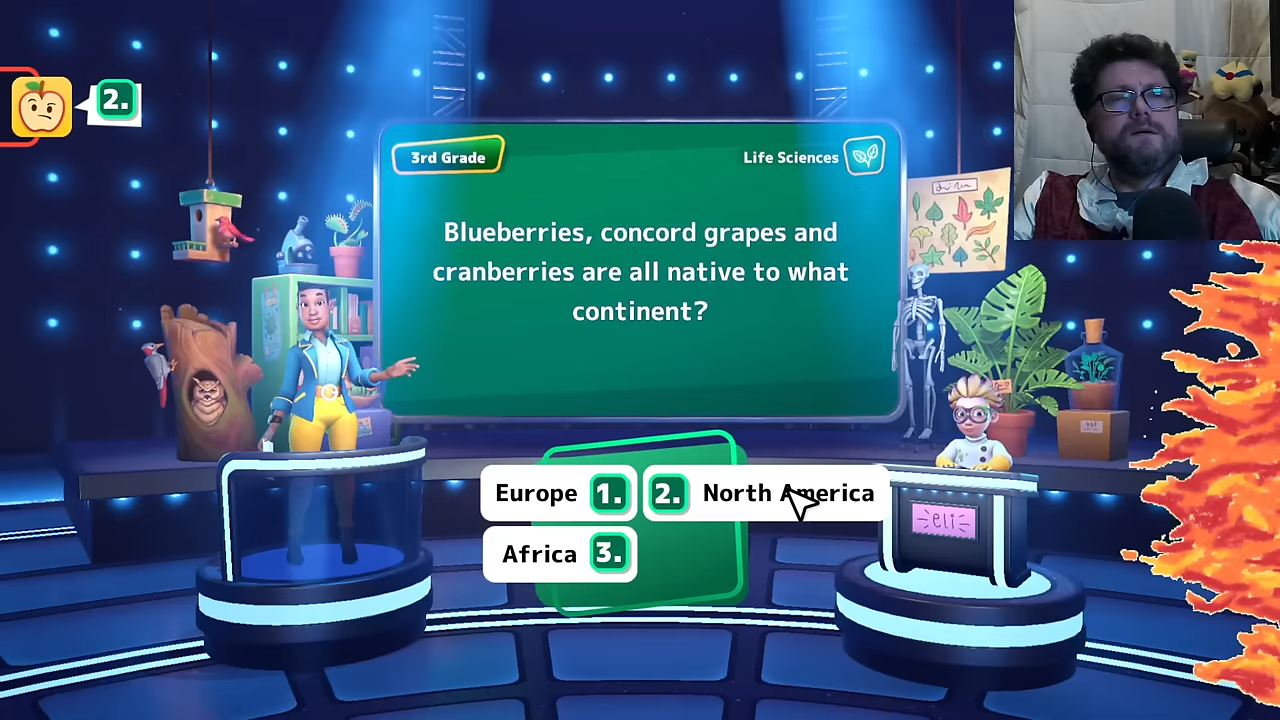 2.
3rd Grade
Life Sciences
Blueberries, concord grapes and
cranberries are all native to what
continent?
Europe 1.
2. North America
Africa 3.
eli